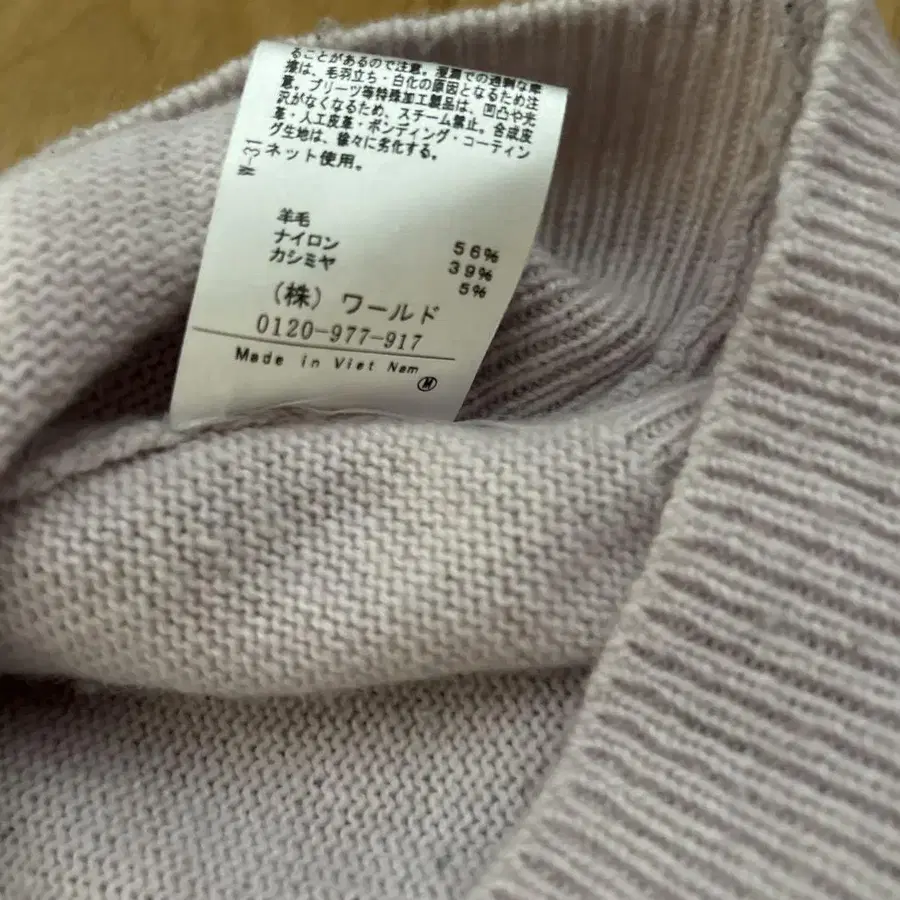 ることがあるので注意。湿潤での過剰な摩
擦は、毛羽立ち・白化の原因となるため注
意。プリーツ等特殊加工製品は、凹凸や光
沢がなくなるため、スチーム禁止。合成皮
革・人工皮革・ボンディング・コーティン
グ生地は、徐々に劣化する。
ネット使用。
W-31
羊毛 56%
ナイロン 39%
カシミヤ 5%
(株) ワールド
0120-977-917
Made in Viet Nam
M